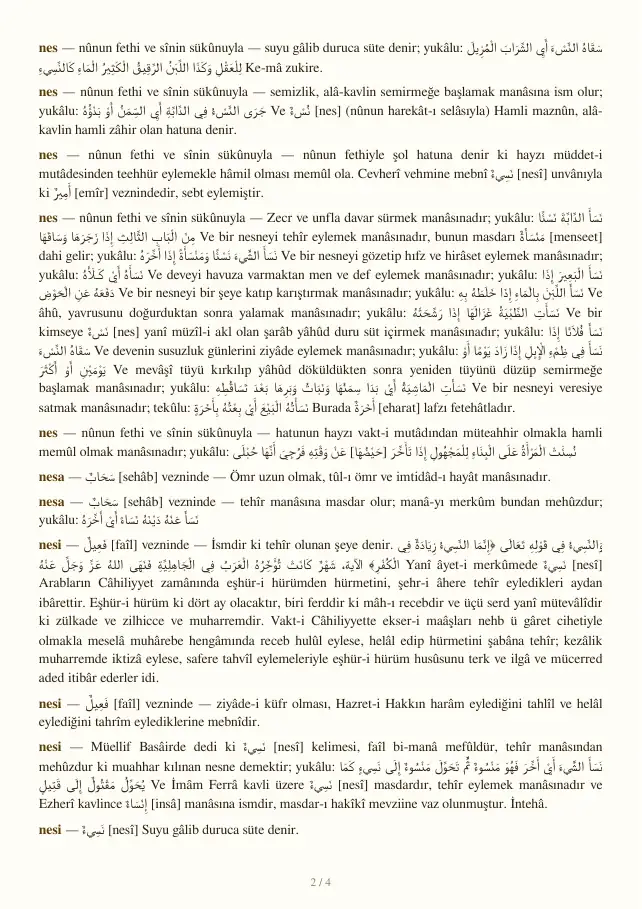 nes — nûnun fethi ve sînin sükûnuyla — suyu gâlib duruca süte denir; yukâlu: سَقَاهُ النَّسْءَ أَيِ الشَّرَابَ الْمُزِيلَ
لِلْعَقْلِ وَكَذَا اللَّبَنُ الرَّقِيقُ الْكَثِيرُ الْمَاءِ كَالنَّسِيءِ Ke-mâ zukire.
nes — nûnun fethi ve sînin sükûnuyla — semizlik, alâ-kavlin semirmeğe başlamak manâsına ism olur;
yukâlu: جَرَى النَّسْءُ فِي الدَّابَّةِ أَيِ السِّمَنُ أَوْ بَدْؤُهُ Ve نُسْءٌ [nes] (nûnun harekât-ı selâsıyla) Hamli maznûn, alâ-
kavlin hamli zâhir olan hatuna denir.
nes — nûnun fethi ve sînin sükûnuyla — nûnun fethiyle şol hatuna denir ki hayzı müddet-i
mutâdesinden teehhür eylemekle hâmil olması memûl ola. Cevherî vehmine mebnî نَسِيءٌ [nesî] unvânıyla
ki أَمِيرٌ [emîr] veznindedir, sebt eylemiştir.
nes — nûnun fethi ve sînin sükûnuyla — Zecr ve unfla davar sürmek manâsınadır; yukâlu: نَسَأَ الدَّابَّةَ نَسْئًا
مِنَ الْبَابِ الثَّالِثِ إِذَا زَجَرَهَا وَسَاقَهَا Ve bir nesneyi tehîr eylemek manâsınadır, bunun masdarı مَنْسَأَةٌ [menseet]
dahi gelir; yukâlu: نَسَأَ الشَّيْءَ نَسْئًا وَمَنْسَأَةً إِذَا أَخَّرَهُ Ve bir nesneyi gözetip hıfz ve hirâset eylemek manâsınadır;
yukâlu: نَسَأَهُ أَيْ كَـلَأَهُ Ve deveyi havuza varmaktan men ve def eylemek manâsınadır; yukâlu: نَسَأَ الْبَعِيرَ إِذَا
دَفَعَهُ عَنِ الْحَوْضِ Ve bir nesneyi bir şeye katıp karıştırmak manâsınadır; yukâlu: نَسَأَ اللَّبَنَ بِالْمَاءِ إِذَا خَلَطَهُ بِهِ Ve
âhû, yavrusunu doğurduktan sonra yalamak manâsınadır; yukâlu: نَسَأَتِ الظَّبْيَةُ غَزَالَهَا إِذَا رَشَّحَتْهُ Ve bir
kimseye نَسْءٌ [nes] yanî müzîl-i akl olan şarâb yâhûd duru süt içirmek manâsınadır; yukâlu: نَسَأَ فُلَانًا إِذَا
سَقَاهُ النَّسْءَ Ve devenin susuzluk günlerini ziyâde eylemek manâsınadır; yukâlu: نَسَأَ فِي ظِمْءِ الْإِبِلِ إِذَا زَادَ يَوْمًا أَوْ
يَوْمَيْنِ أَوْ أَكْثَرَ Ve mevâşî tüyü kırkılıp yâhûd döküldükten sonra yeniden tüyünü düzüp semirmeğe
başlamak manâsınadır; yukâlu: نَسَأَتِ الْمَاشِيَةُ أَيْ بَدَا سِمَنُهَا وَنَبَاتُ وَبَرِهَا بَعْدَ تَسَاقُطِهِ Ve bir nesneyi veresiye
satmak manâsınadır; tekûlu: نَسَأْتُهُ الْبَيْعَ أَيْ بِعْتُهُ بِأَخَرَةٍ Burada أَخَرَةٌ [eharat] lafzı fetehâtladır.
nes — nûnun fethi ve sînin sükûnuyla — hatunun hayzı vakt-i mutâdından müteahhir olmakla hamli
memûl olmak manâsınadır; yukâlu: نُسِئَتِ الْمَرْأَةُ عَلَى الْبِنَاءِ لِلْمَجْهُولِ إِذَا تَأَخَّرَ [حَيْضُهَا] عَنْ وَقْتِهِ فَرُجِيَ أَنَّهَا حُبْلَى
nesa — سَحَابٌ [sehâb] vezninde — Ömr uzun olmak, tûl-ı ömr ve imtidâd-ı hayât manâsınadır.
nesa — سَحَابٌ [sehâb] vezninde — tehîr manâsına masdar olur; manâ-yı merkûm bundan mehûzdur;
yukâlu: نَسَأَ عَنْهُ دَيْنَهُ نَسَاءً أَيْ أَخَّرَهُ
nesi — فَعِيلٌ [faîl] vezninde — İsmdir ki tehîr olunan şeye denir. وَالنَّسِيءُ فِي قَوْلِهِ تَعَالَى ﴿إِنَّمَا النَّسِيءُ زِيَادَةٌ فِي
الْكُفْرِ﴾ الآية، شَهْرٌ كَانَتْ تُؤَخِّرُهُ الْعَرَبُ فِي الْجَاهِلِيَّةِ فَنَهَى اللهُ عَزَّ وَجَلَّ عَنْهُ Yanî âyet-i merkûmede نَسِيءٌ [nesî]
Arabların Câhiliyyet zamânında eşhür-i hürümden hürmetini, şehr-i âhere tehîr eyledikleri aydan
ibârettir. Eşhür-i hürüm ki dört ay olacaktır, biri ferddir ki mâh-ı recebdir ve üçü serd yanî mütevâlîdir
ki zülkade ve zilhicce ve muharremdir. Vakt-i Câhiliyyette ekser-i maâşları nehb ü gâret cihetiyle
olmakla meselâ muhârebe hengâmında receb hulûl eylese, helâl edip hürmetini şabâna tehîr; kezâlik
muharremde iktizâ eylese, safere tahvîl eylemeleriyle eşhür-i hürüm husûsunu terk ve ilgâ ve mücerred
aded itibâr ederler idi.
nesi — فَعِيلٌ [faîl] vezninde — ziyâde-i küfr olması, Hazret-i Hakkın harâm eylediğini tahlîl ve helâl
eylediğini tahrîm eylediklerine mebnîdir.
nesi — Müellif Basâirde dedi ki نَسِيءٌ [nesî] kelimesi, faîl bi-manâ mefûldür, tehîr manâsından
mehûzdur ki muahhar kılınan nesne demektir; yukâlu: نَسَأَ الشَّيْءَ أَيْ أَخَّرَ فَهُوَ مَنْسُوءٌ ثُمَّ تَحَوَّلَ مَنْسُوءٌ إِلَى نَسِيءٍ كَمَا
يُحَوَّلُ مَقْتُولٌ إِلَى قَتِيلٍ Ve İmâm Ferrâ kavli üzere نَسِيءٌ [nesî] masdardır, tehîr eylemek manâsınadır ve
Ezherî kavlince إِنْسَاءٌ [insâ] manâsına ismdir, masdar-ı hakîkî mevziine vaz olunmuştur. İntehâ.
nesi — نَسِيءٌ [nesî] Suyu gâlib duruca süte denir.
2 / 4